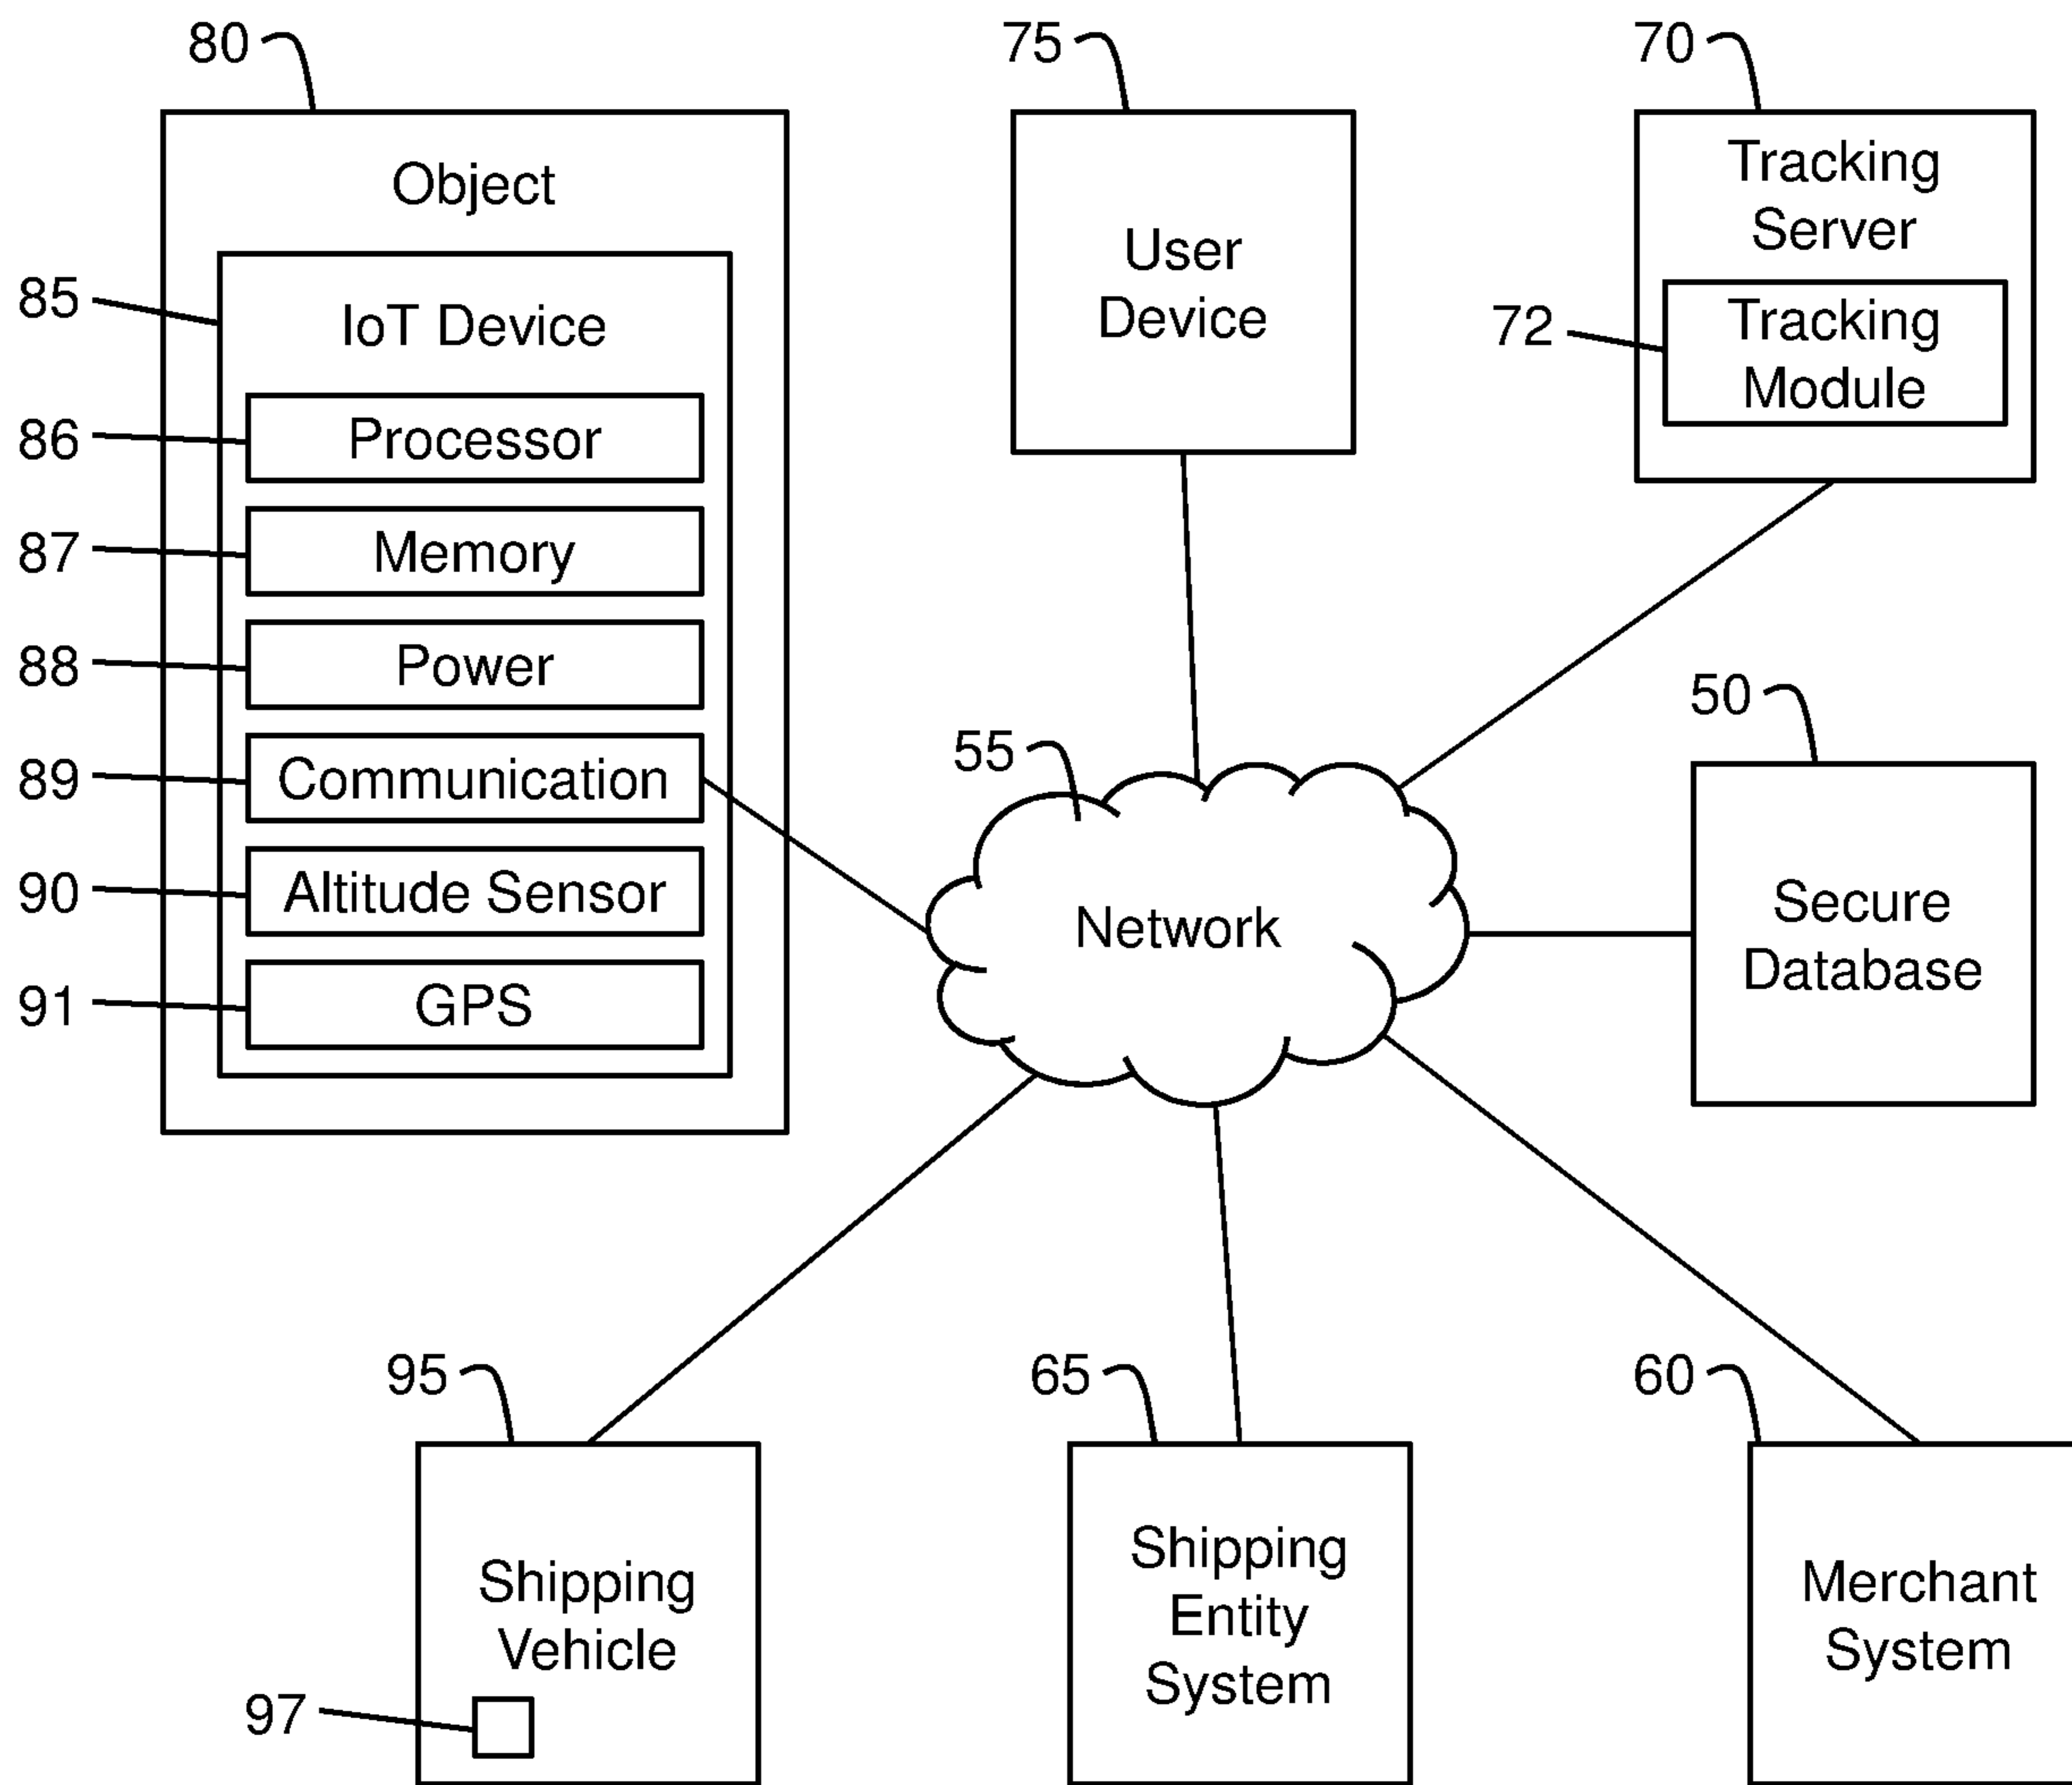 80
75
70
Object
Tracking
Server
User
Device
85
IoT Device
72
Tracking
Module
86
Processor
87
Memory
88
Power
50
55
89
Communication
90
Altitude Sensor
Network
Secure
Database
91
GPS
95
65
60
Shipping
Vehicle
97
Shipping
Entity
System
Merchant
System